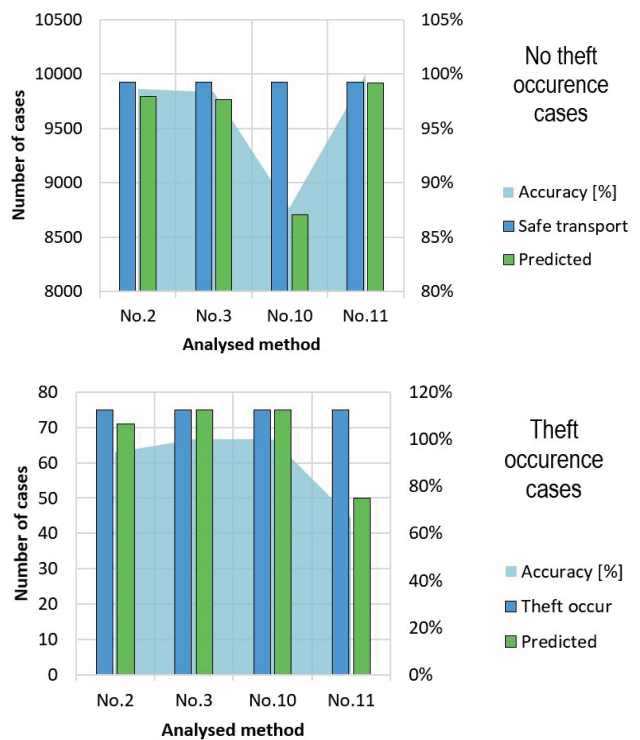 10500
10000
9500
9000
8500
8000
Number of cases
105%
100%
95%
90%
85%
80%
No.2 No.3 No.10 No.11
Analysed method
No theft
occurence
cases
Accuracy [%]
Safe transport
Predicted
80
70
60
50
40
30
20
10
0
Number of cases
120%
100%
80%
60%
40%
20%
0%
No.2 No.3 No.10 No.11
Analysed method
Theft
occurence
cases
Accuracy [%]
Theft occur
Predicted